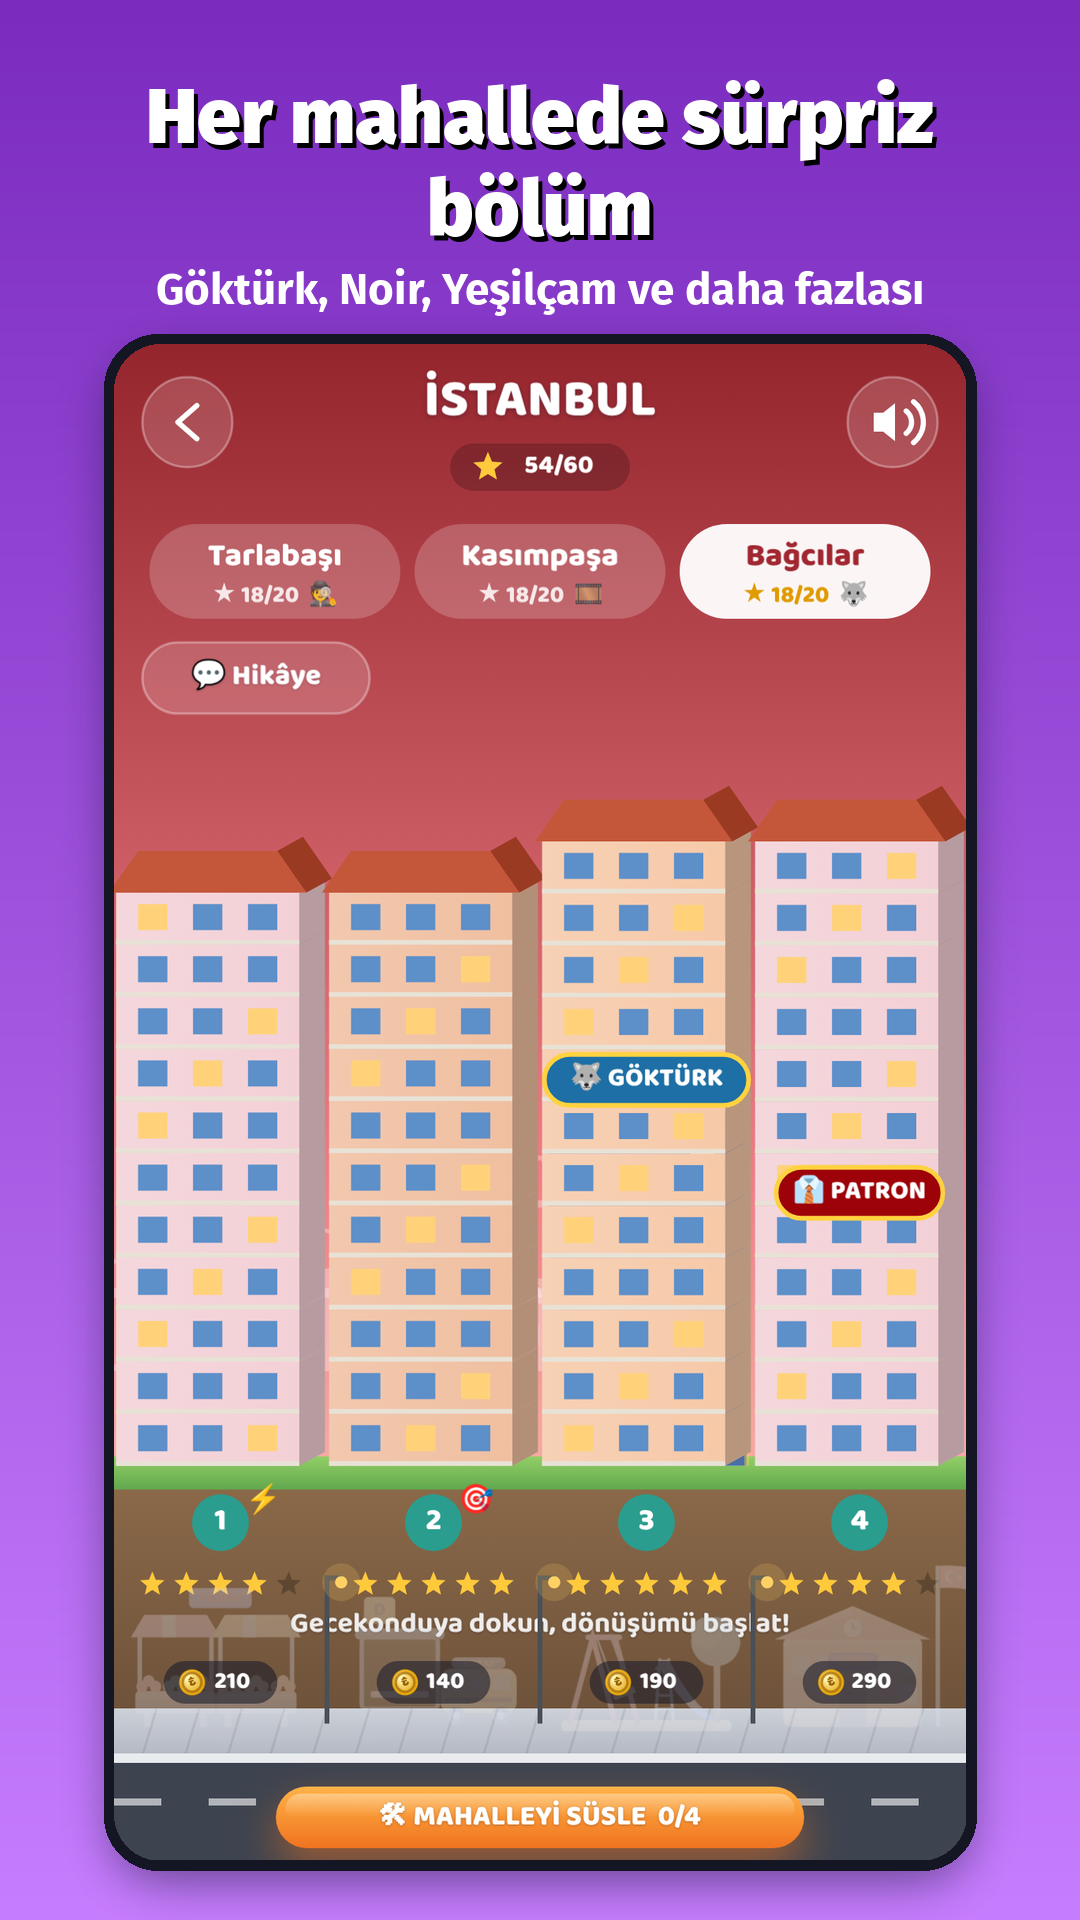 Her mahallede sürpriz
bölüm
Göktürk, Noir, Yeşilçam ve daha fazlası
İSTANBUL
54/60
Tarlabaşı
18/20
Kasımpaşa
18/20
Bağcılar
18/20
Hikâye
GÖKTÜRK
PATRON
1
2
3
4
Gecekonduya dokun, dönüşümü başlat!
210
140
190
290
MAHALLEYİ SÜSLE 0/4